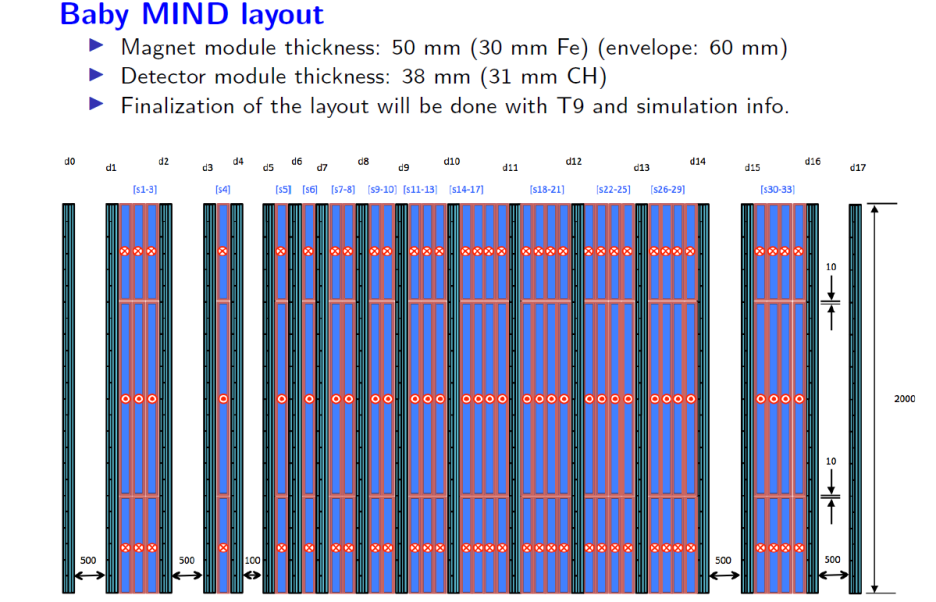 Baby MIND layout
Magnet module thickness: 50 mm (30 mm Fe) (envelope: 60 mm)
Detector module thickness: 38 mm (31 mm CH)
Finalization of the layout will be done with T9 and simulation info.
d0 d1 d2 d3 d4 d5 d6 d7 d8 d9 d10 d11 d12 d13 d14 d15 d16 d17
[s1-3] [s4] [s5] [s6] [s7-8] [s9-10] [s11-13] [s14-17] [s18-21] [s22-25] [s26-29] [s30-33]
10
2000
10
500 500 100 500 500